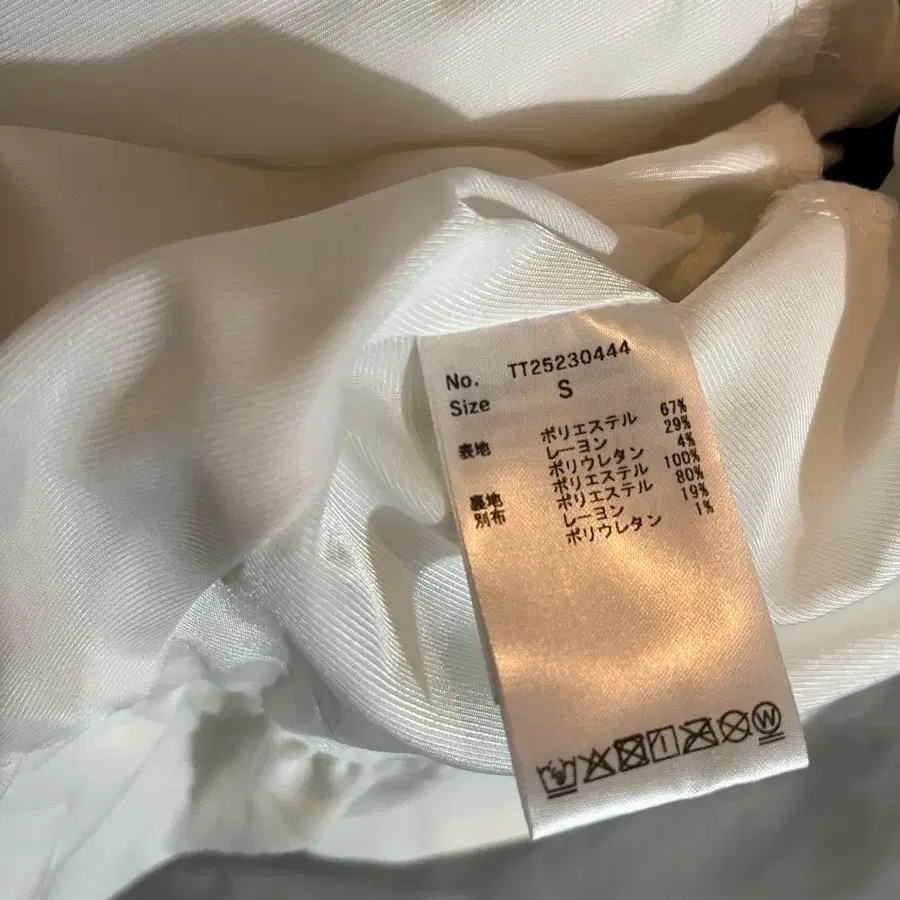 No. TT25230444
Size S
表地 ポリエステル 67%
レーヨン 29%
ポリウレタン 4%
裏地 ポリエステル 100%
別布 ポリエステル 80%
レーヨン 19%
ポリウレタン 1%
W